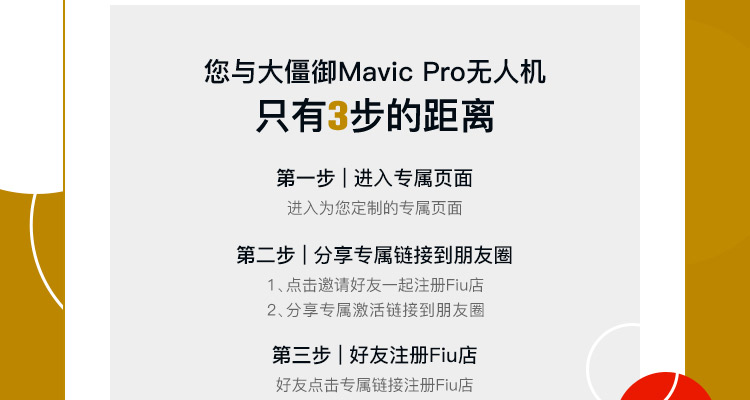 您与大僵御Mavic Pro无人机
只有3步的距离
第一步 | 进入专属页面
进入为您定制的专属页面
第二步 | 分享专属链接到朋友圈
1、点击邀请好友一起注册Fiu店
2、分享专属激活链接到朋友圈
第三步 | 好友注册Fiu店
好友点击专属链接注册Fiu店